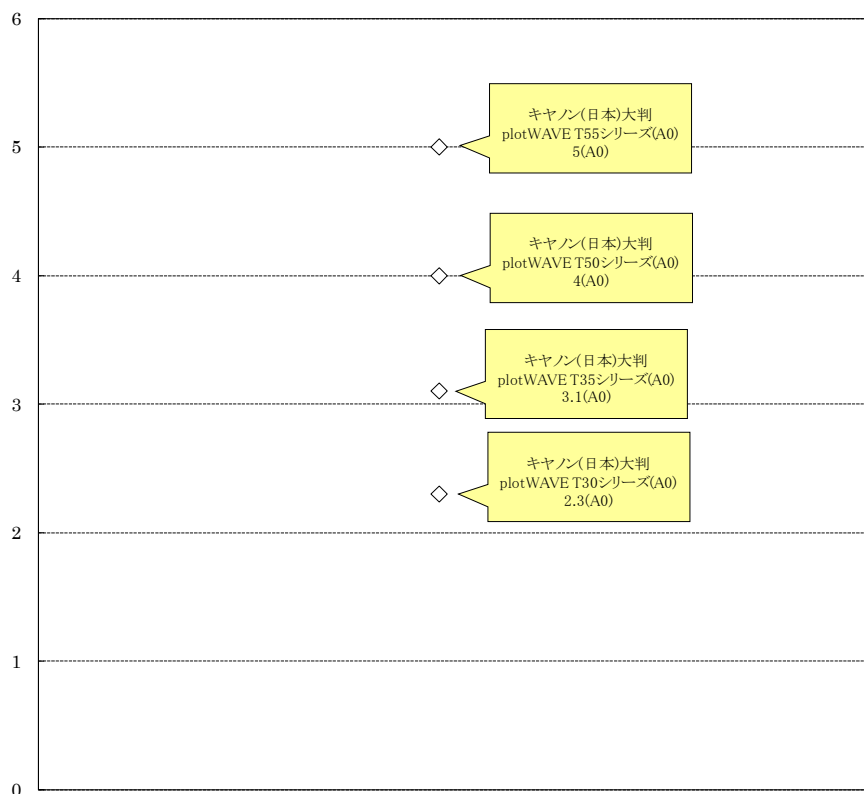 6
5
4
3
2
1
0
キヤノン(日本)大判
plotWAVE T55シリーズ(A0)
5(A0)
キヤノン(日本)大判
plotWAVE T50シリーズ(A0)
4(A0)
キヤノン(日本)大判
plotWAVE T35シリーズ(A0)
3.1(A0)
キヤノン(日本)大判
plotWAVE T30シリーズ(A0)
2.3(A0)